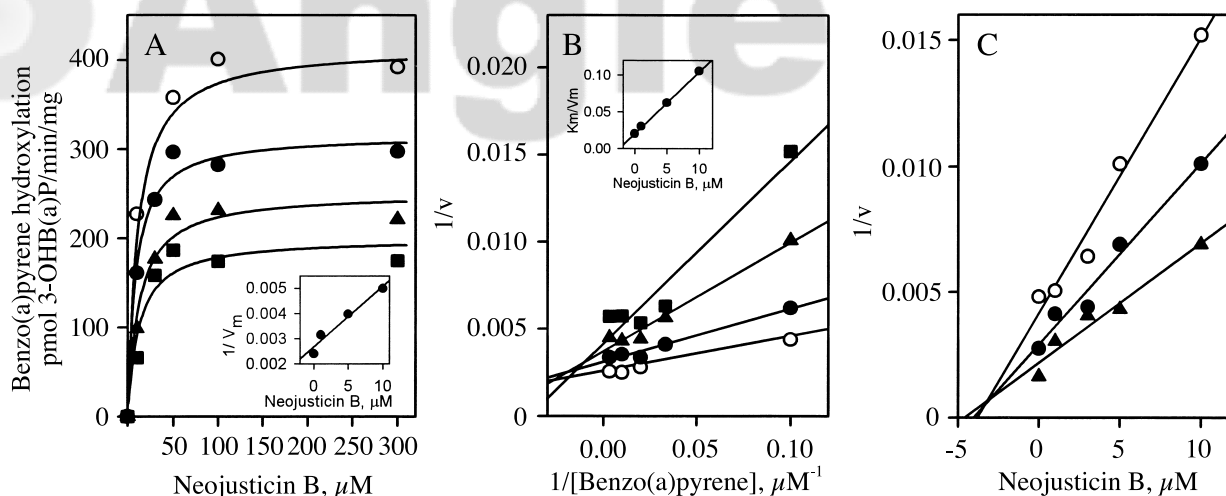 DAngle
A
Benzo(a)pyrene hydroxylation
pmol 3-OHB(a)P/min/mg
400
300
200
100
0
50 100 150 200 250 300
Neojusticin B, µM
1/ Vm
0.005
0.004
0.003
0.002
0 5 10
Neojusticin B, µM
B
1/v
0.020
0.015
0.010
0.005
0
0.00 0.05 0.10
1/[Benzo(a)pyrene], µM-1
Km/Vm
0.10
0.05
0.00
0 5 10
Neojusticin B, µM
C
1/v
0.015
0.010
0.005
0
-5 0 5 10
Neojusticin B, µM